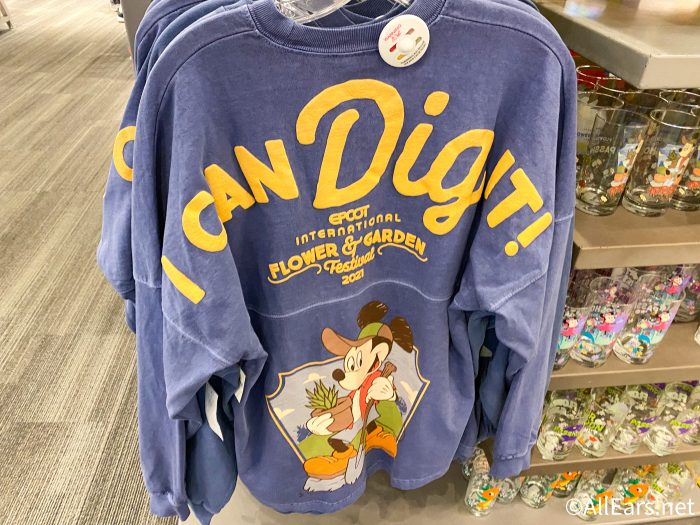 I CAN Dig IT!
EPCOT
INTERNATIONAL
FLOWER & GARDEN
Festival
2021
©AllEars.net